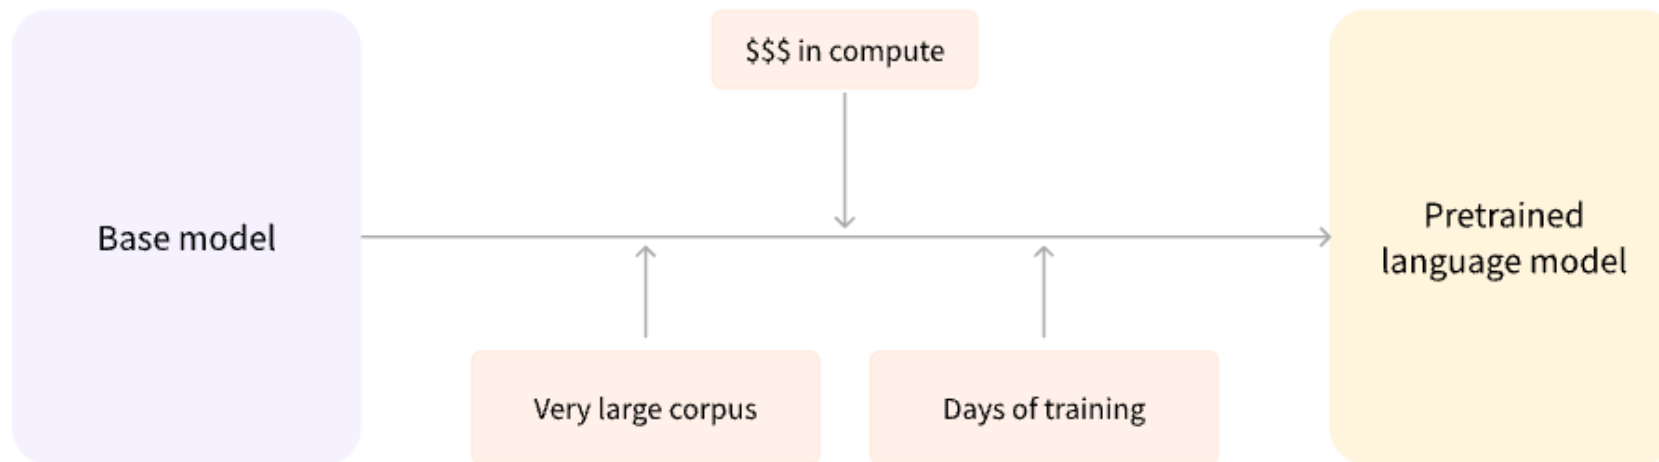 $$$ in compute
Base model
Pretrained
language model
Very large corpus
Days of training